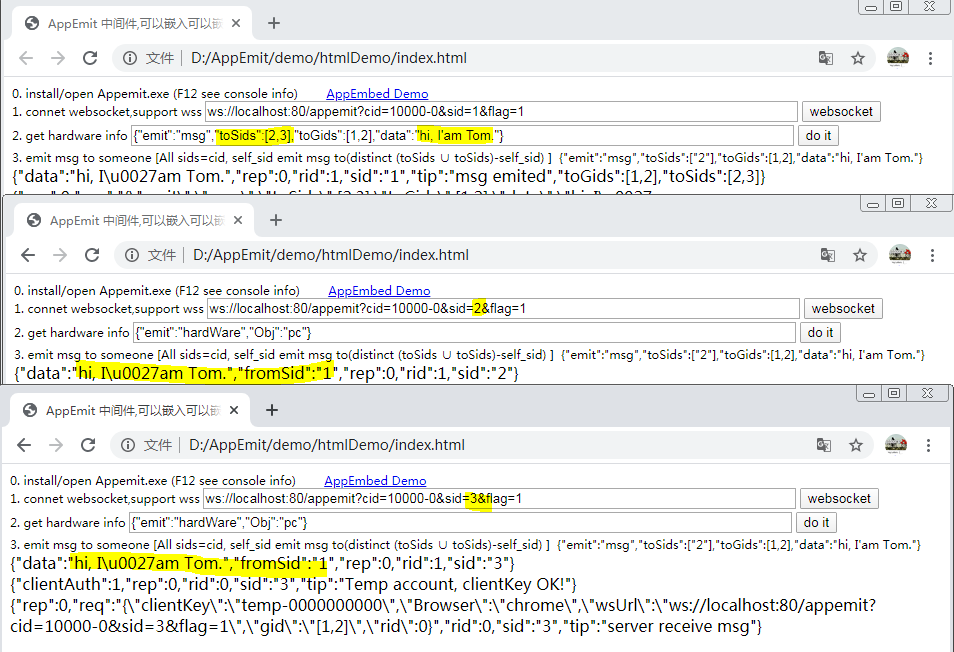 AppEmit 中间件,可以嵌入可以嵌
文件 D:/AppEmit/demo/htmlDemo/index.html
0. install/open Appemit.exe (F12 see console info) AppEmbed Demo
1. connet websocket,support wss ws://localhost:80/appemit?cid=10000-0&sid=1&flag=1 websocket
2. get hardware info {"emit":"msg","toSids":[2,3],"toGids":[1,2],"data":"hi, I'am Tom."} do it
3. emit msg to someone [All sids=cid, self_sid emit msg to(distinct (toSids ∪ toSids)-self_sid) ] {"emit":"msg","toSids":["2"],"toGids":[1,2],"data":"hi, I'am Tom."}
{"data":"hi, I\u0027am Tom.","rep":0,"rid":1,"sid":"1","tip":"msg emited","toGids":[1,2],"toSids":[2,3]}
AppEmit 中间件,可以嵌入可以嵌
文件 D:/AppEmit/demo/htmlDemo/index.html
0. install/open Appemit.exe (F12 see console info) AppEmbed Demo
1. connet websocket,support wss ws://localhost:80/appemit?cid=10000-0&sid=2&flag=1 websocket
2. get hardware info {"emit":"hardWare","Obj":"pc"} do it
3. emit msg to someone [All sids=cid, self_sid emit msg to(distinct (toSids ∪ toSids)-self_sid) ] {"emit":"msg","toSids":["2"],"toGids":[1,2],"data":"hi, I'am Tom."}
{"data":"hi, I\u0027am Tom.","fromSid":"1","rep":0,"rid":1,"sid":"2"}
AppEmit 中间件,可以嵌入可以嵌
文件 D:/AppEmit/demo/htmlDemo/index.html
0. install/open Appemit.exe (F12 see console info) AppEmbed Demo
1. connet websocket,support wss ws://localhost:80/appemit?cid=10000-0&sid=3&flag=1 websocket
2. get hardware info {"emit":"hardWare","Obj":"pc"} do it
3. emit msg to someone [All sids=cid, self_sid emit msg to(distinct (toSids ∪ toSids)-self_sid) ] {"emit":"msg","toSids":["2"],"toGids":[1,2],"data":"hi, I'am Tom."}
{"data":"hi, I\u0027am Tom.","fromSid":"1","rep":0,"rid":1,"sid":"3"}
{"clientAuth":1,"rep":0,"rid":0,"sid":"3","tip":"Temp account, clientKey OK!"}
{"rep":0,"req":"{\"clientKey\":\"temp-0000000000\",\"Browser\":\"chrome\",\"wsUrl\":\"ws://localhost:80/appemit?
cid=10000-0&sid=3&flag=1\",\"gid\":\"[1,2]\",\"rid\":0}","rid":0,"sid":"3","tip":"server receive msg"}